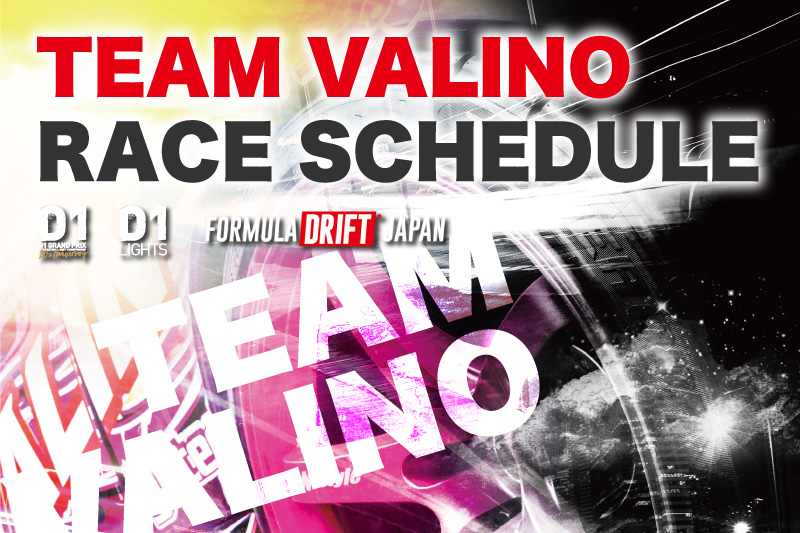 TEAM VALINO
RACE SCHEDULE
D1
D1 GRAND PRIX
D1
LIGHTS
FORMULA DRIFT JAPAN
TEAM
VALINO